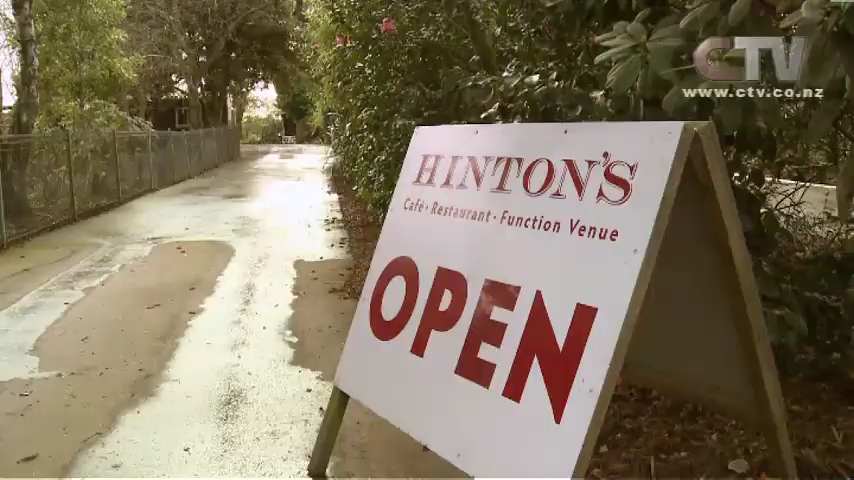 CTV
www.ctv.co.nz
HINTON'S
Café · Restaurant · Function Venue
OPEN